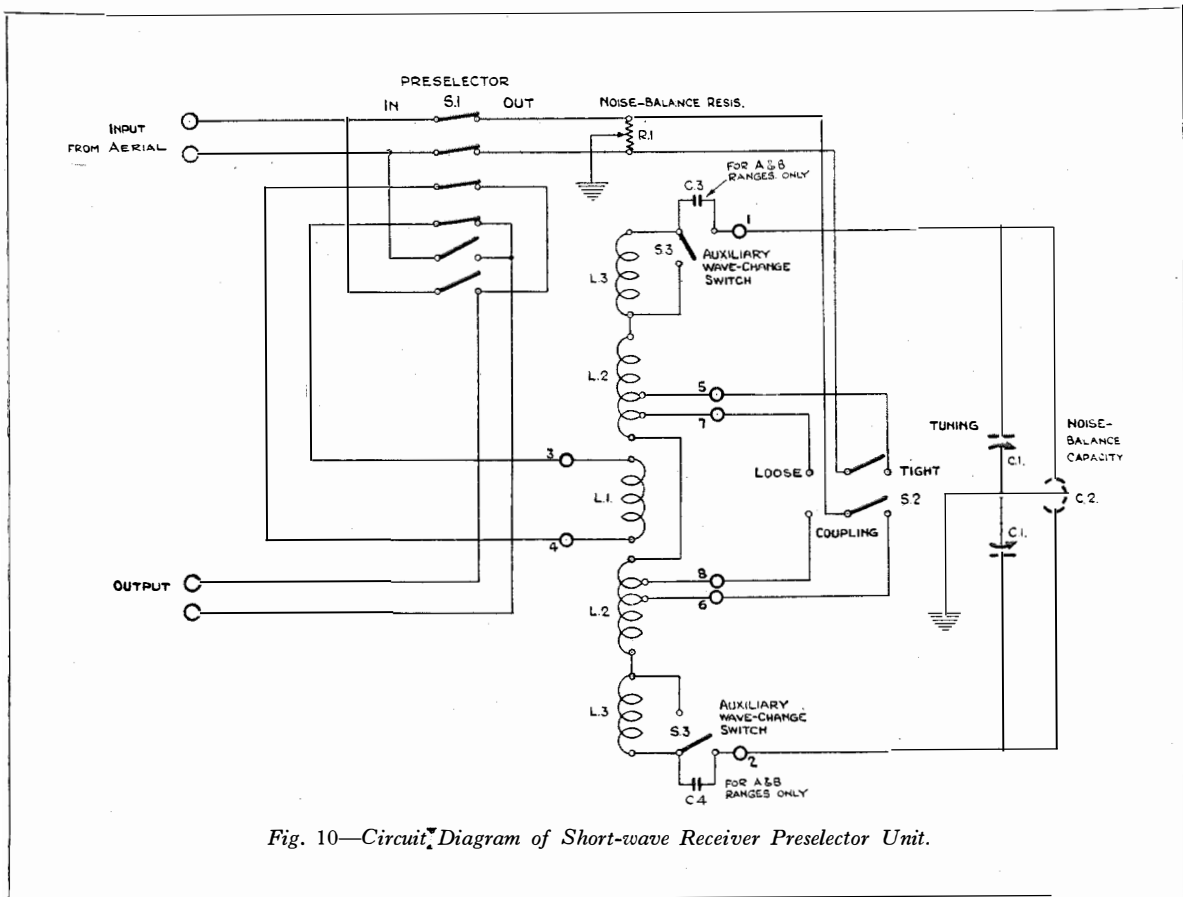 PRESELECTOR
IN S.1 OUT
NOISE-BALANCE RESIS.
INPUT
FROM AERIAL
R.1
FOR A & B
RANGES ONLY
C.3
1
S.3
AUXILIARY
WAVE-CHANGE
SWITCH
L.3
L.2
5
7
TUNING
NOISE-
BALANCE
CAPACITY
3
LOOSE
TIGHT
C.1.
L.1.
S.2
C.2.
4
COUPLING
C.1.
OUTPUT
8
6
L.2
L.3
AUXILIARY
WAVE-CHANGE
SWITCH
S.3
2
C4
FOR A & B
RANGES ONLY
Fig. 10—Circuit Diagram of Short-wave Receiver Preselector Unit.